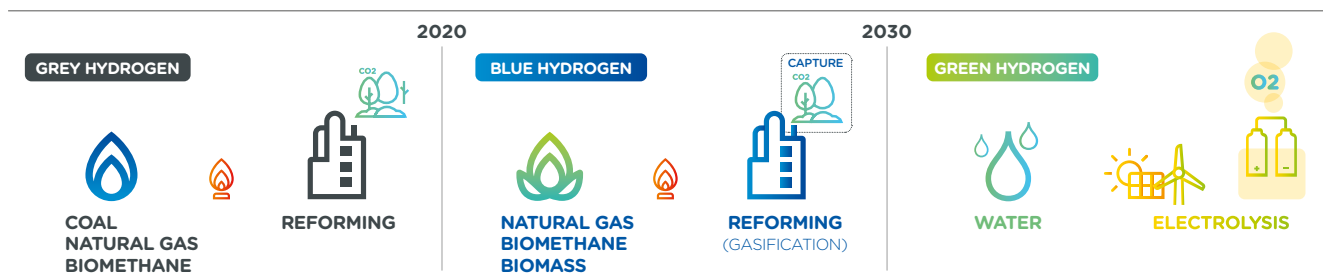 2020
2030
GREY HYDROGEN
CO2
COAL
NATURAL GAS
BIOMETHANE
REFORMING
BLUE HYDROGEN
CAPTURE
CO2
NATURAL GAS
BIOMETHANE
BIOMASS
REFORMING
(GASIFICATION)
GREEN HYDROGEN
O2
+ −
WATER
ELECTROLYSIS